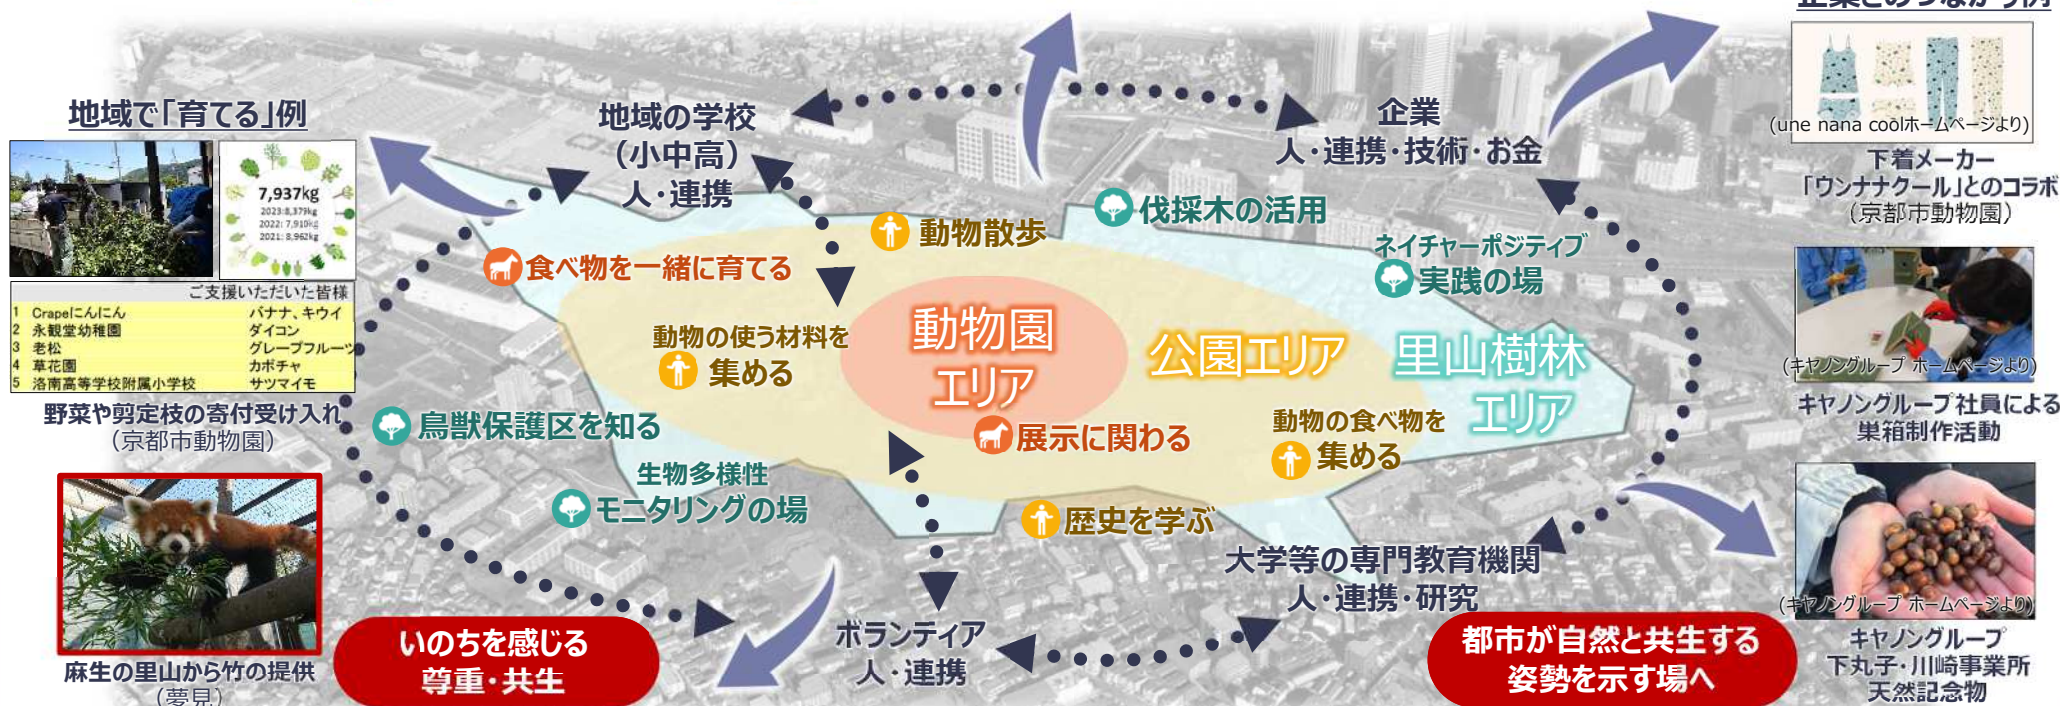 地域で「育てる」例
7,937kg
2023:8,379kg
2022: 7,910kg
2021: 8,962kg
ご支援いただいた皆様
1 Crapeにんにん バナナ、キウイ
2 永観堂幼稚園 ダイコン
3 老松 グレープフルーツ
4 草花園 カボチャ
5 洛南高等学校附属小学校 サツマイモ
野菜や剪定枝の寄付受け入れ
(京都市動物園)
麻生の里山から竹の提供
(夢見)
地域の学校
(小中高)
人・連携
企業
人・連携・技術・お金
動物散歩
伐採木の活用
食べ物を一緒に育てる
ネイチャーポジティブ
実践の場
動物の使う材料を
集める
動物園
エリア
公園エリア
里山樹林
エリア
鳥獣保護区を知る
展示に関わる
動物の食べ物を
集める
生物多様性
モニタリングの場
歴史を学ぶ
大学等の専門教育機関
人・連携・研究
ボランティア
人・連携
いのちを感じる
尊重・共生
都市が自然と共生する
姿勢を示す場へ
企業とのつながり例
(une nana coolホームページより)
下着メーカー
「ウンナナクール」とのコラボ
(京都市動物園)
(キヤノングループ ホームページより)
キヤノングループ社員による
巣箱制作活動
(キヤノングループ ホームページより)
キヤノングループ
下丸子・川崎事業所
天然記念物